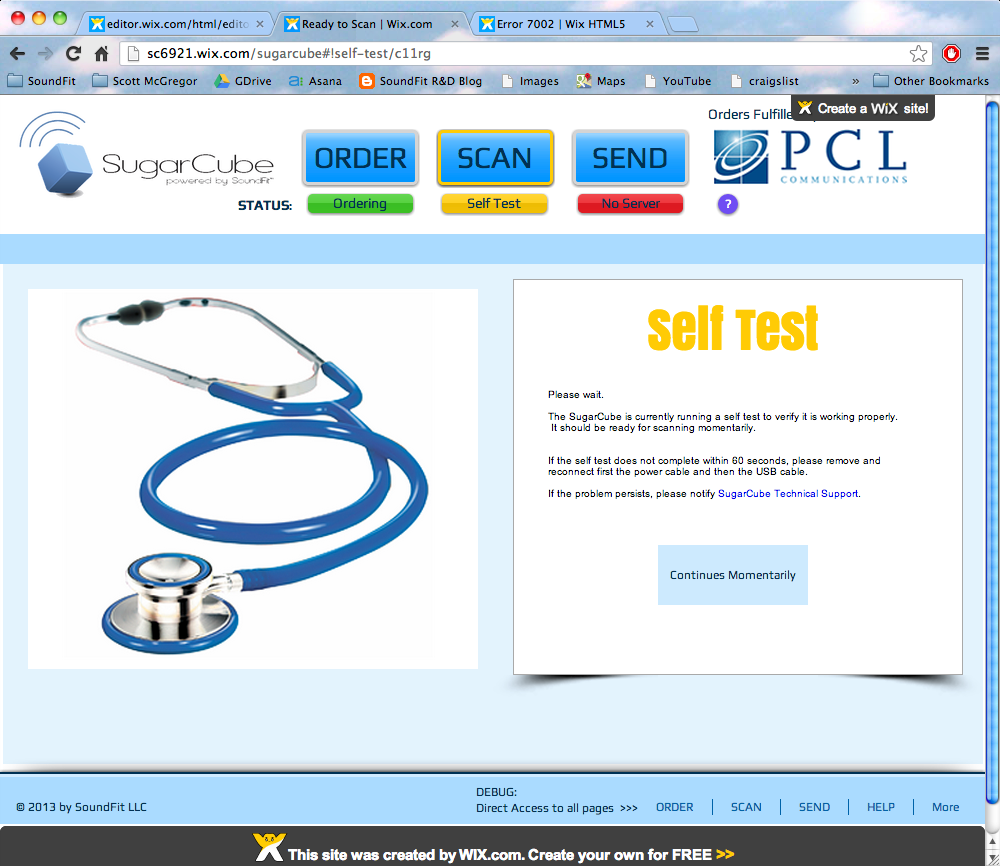 editor.wix.com/html/edito
Ready to Scan | Wix.com
Error 7002 | Wix HTML5
sc6921.wix.com/sugarcube#!self-test/c11rg
SoundFit
Scott McGregor
GDrive
Asana
SoundFit R&D Blog
Images
Maps
YouTube
craigslist
»
Other Bookmarks
Orders Fulfille
Create a WiX site!
SugarCube
powered by SoundFit
ORDER
SCAN
SEND
PCL
COMMUNICATIONS
STATUS:
Ordering
Self Test
No Server
?
Self Test
Please wait.
The SugarCube is currently running a self test to verify it is working properly.
It should be ready for scanning momentarily.
If the self test does not complete within 60 seconds, please remove and
reconnect first the power cable and then the USB cable.
If the problem persists, please notify SugarCube Technical Support.
Continues Momentarily
© 2013 by SoundFit LLC
DEBUG:
Direct Access to all pages >>>
ORDER
SCAN
SEND
HELP
More
This site was created by WIX.com. Create your own for FREE >>